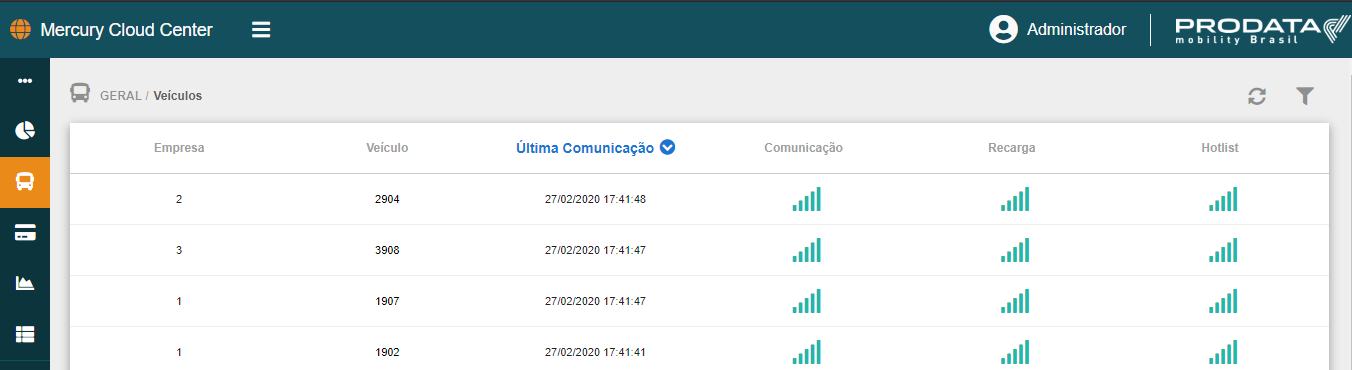 Mercury Cloud Center
Administrador
PRODATA
mobility Brasil
GERAL / Veículos
Empresa Veículo Última Comunicação Comunicação Recarga Hotlist
2 2904 27/02/2020 17:41:48
3 3908 27/02/2020 17:41:47
1 1907 27/02/2020 17:41:47
1 1902 27/02/2020 17:41:41